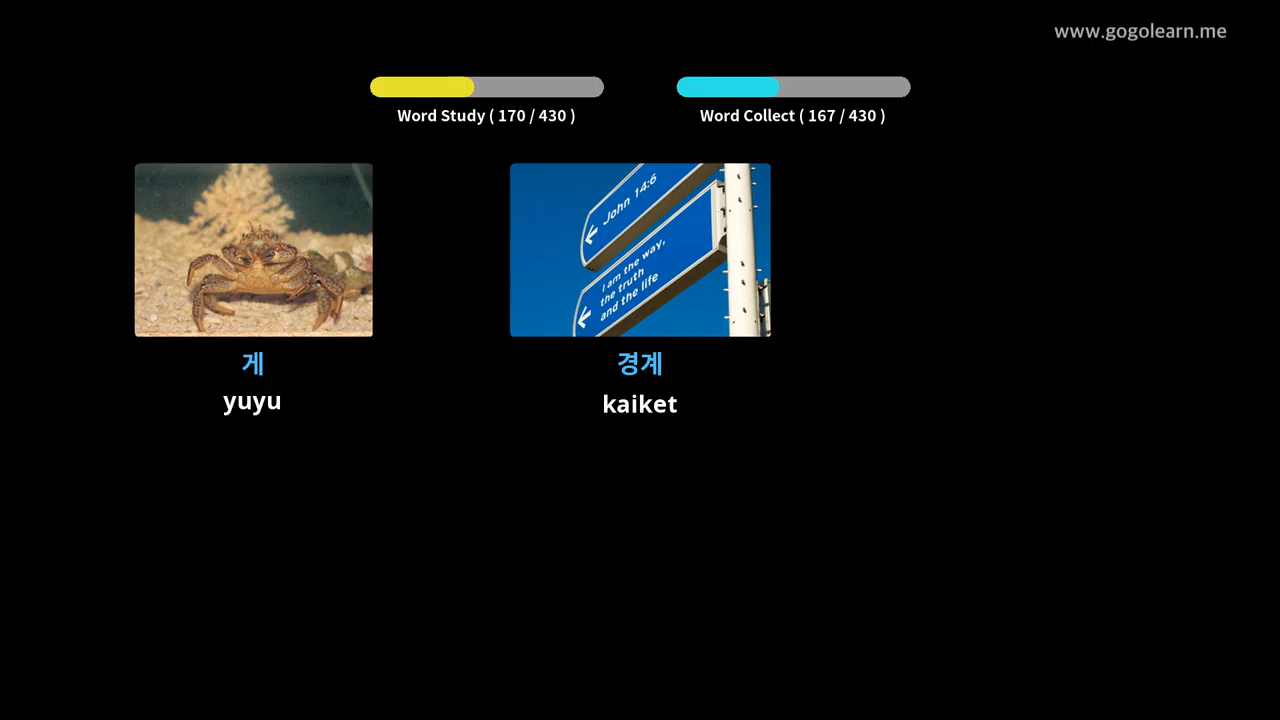 www.gogolearn.me
Word Study ( 170 / 430 )
Word Collect ( 167 / 430 )
John 14:6
I am the way,
the truth
and the life
게
경계
yuyu
kaiket